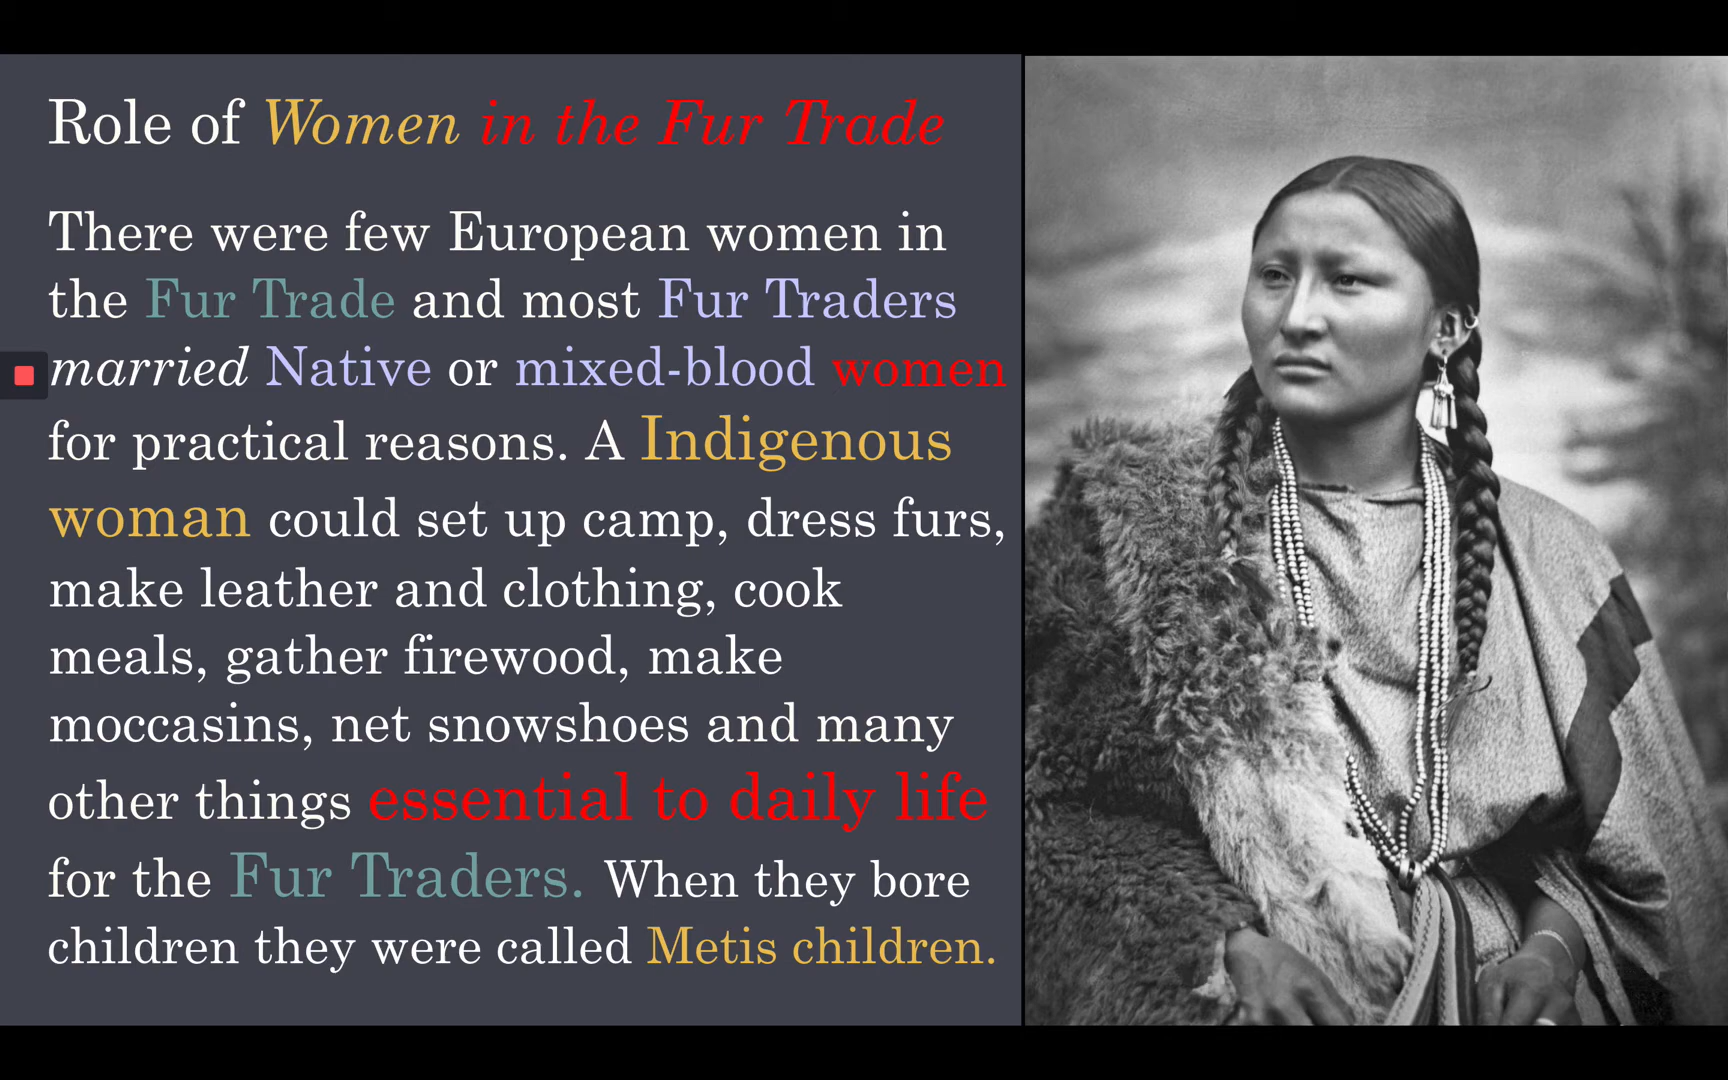 Role of Women in the Fur Trade
There were few European women in
the Fur Trade and most Fur Traders
married Native or mixed-blood women
for practical reasons. A Indigenous
woman could set up camp, dress furs,
make leather and clothing, cook
meals, gather firewood, make
moccasins, net snowshoes and many
other things essential to daily life
for the Fur Traders. When they bore
children they were called Metis children.